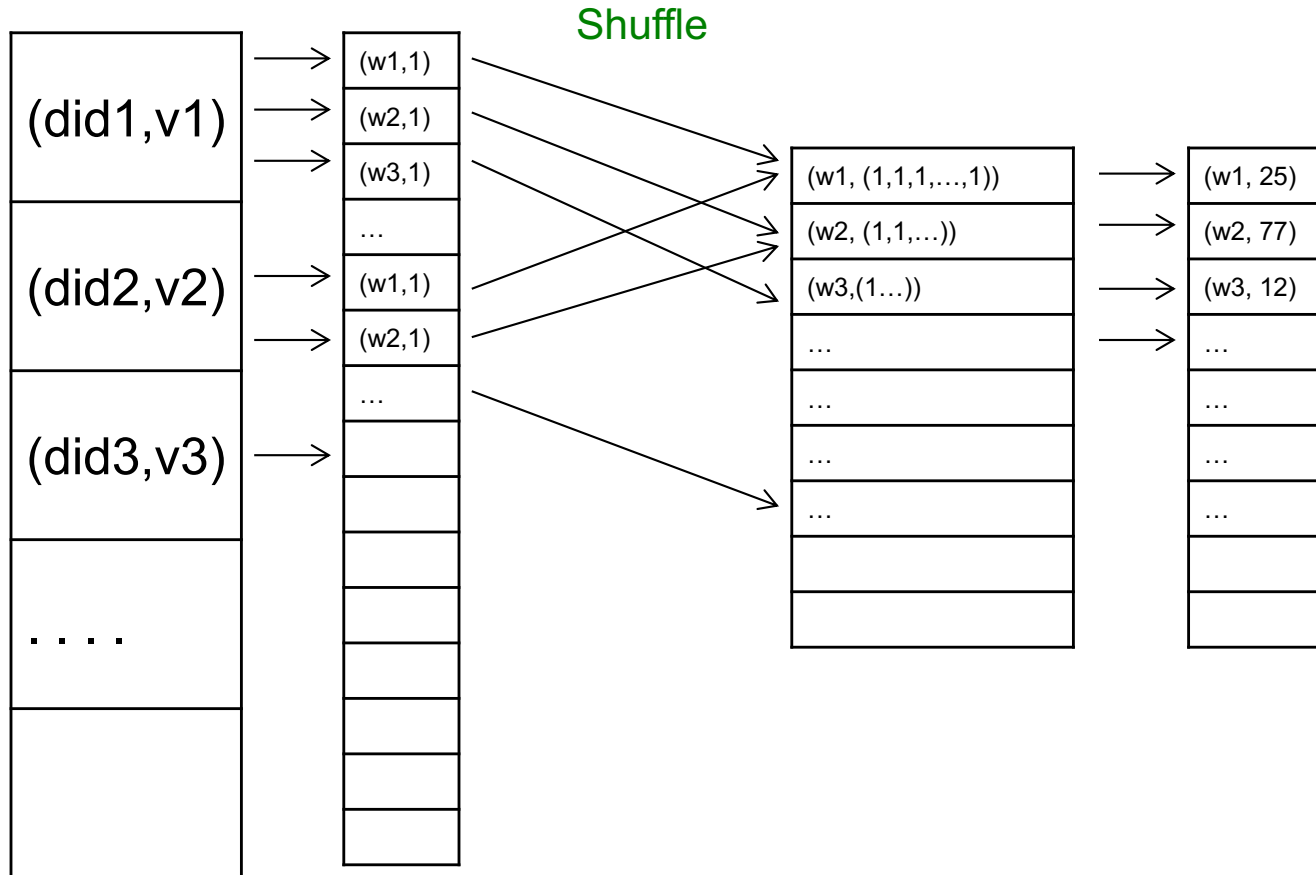 Shuffle
(did1,v1)
(did2,v2)
(did3,v3)
. . . .
(w1,1)
(w2,1)
(w3,1)
…
(w1,1)
(w2,1)
…
(w1, (1,1,1,…,1))
(w2, (1,1,…))
(w3,(1…))
…
…
…
…
(w1, 25)
(w2, 77)
(w3, 12)
…
…
…
…